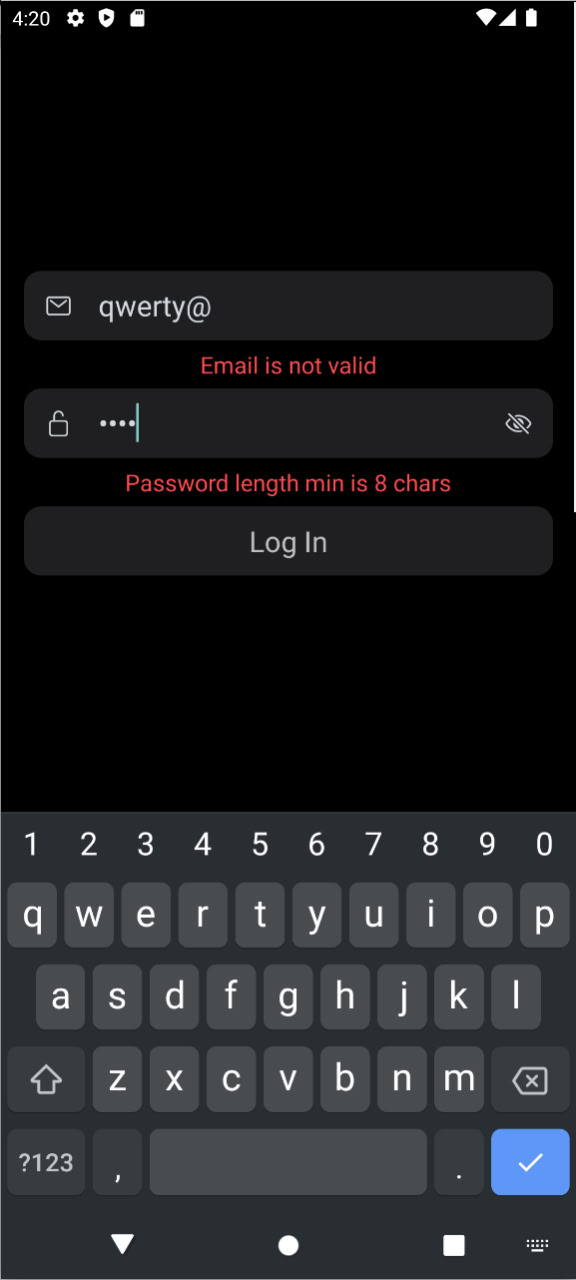 4:20
qwerty@
Email is not valid
••••
Password length min is 8 chars
Log In
1 2 3 4 5 6 7 8 9 0
q w e r t y u i o p
a s d f g h j k l
z x c v b n m
?123 , .